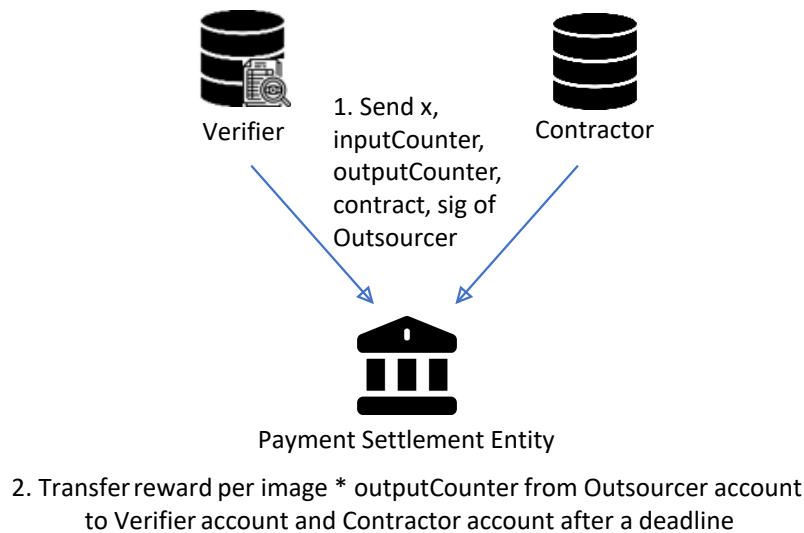 Verifier
1. Send x,
inputCounter,
outputCounter,
contract, sig of
Outsourcer
Contractor
Payment Settlement Entity
2. Transfer reward per image * outputCounter from Outsourcer account
to Verifier account and Contractor account after a deadline